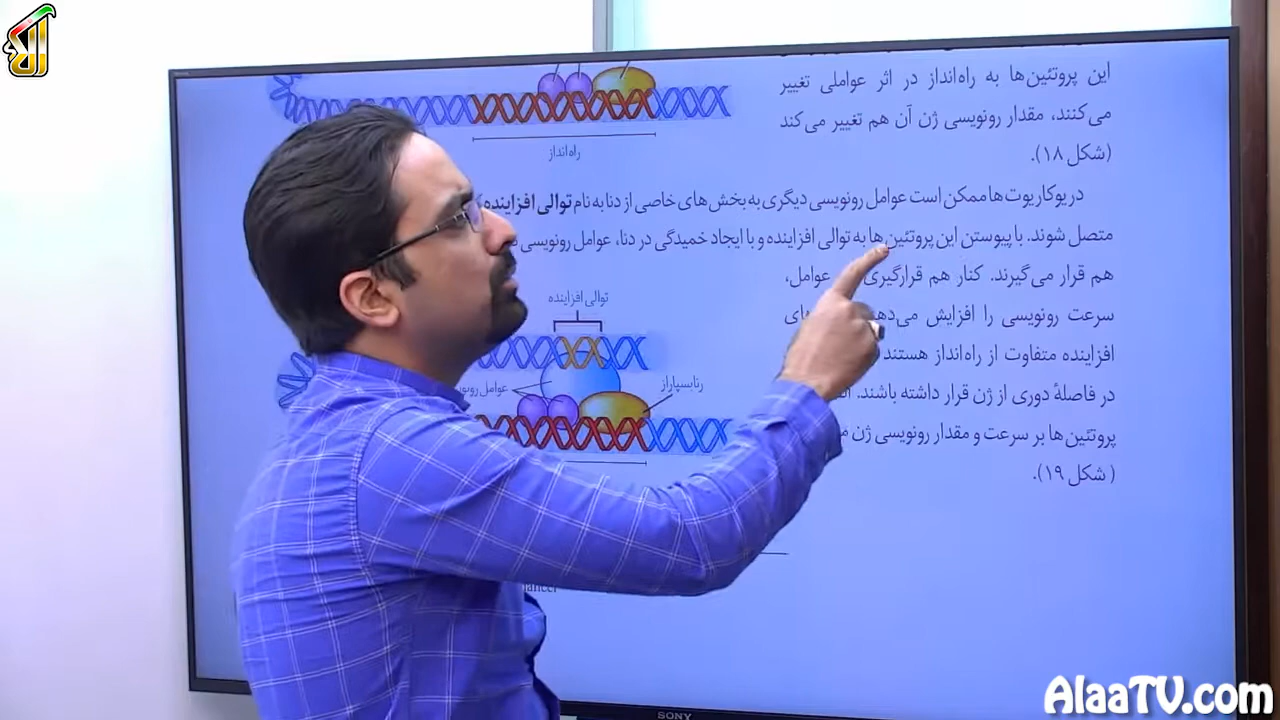 این پروتئین‌ها به راه‌انداز در اثر عواملی تغییر
می‌کنند، مقدار رونویسی ژن آن هم تغییر می‌کند
(شکل ۱۸).
راه‌انداز
در یوکاریوت‌ها ممکن است عوامل رونویسی دیگری به بخش‌های خاصی از دنا به نام توالی افزاینده
متصل شوند. با پیوستن این پروتئین‌ها به توالی افزاینده و با ایجاد خمیدگی در دنا، عوامل رونویسی
هم قرار می‌گیرند. کنار هم قرارگیری عوامل،
سرعت رونویسی را افزایش
افزاینده متفاوت از راه‌انداز هستند
در فاصلهٔ دوری از ژن قرار داشته باشند.
پروتئین‌ها بر سرعت و مقدار رونویسی ژن
(شکل ۱۹).
توالی افزاینده
رنابسپاراز
عوامل
SONY
الا
AlaaTV.com